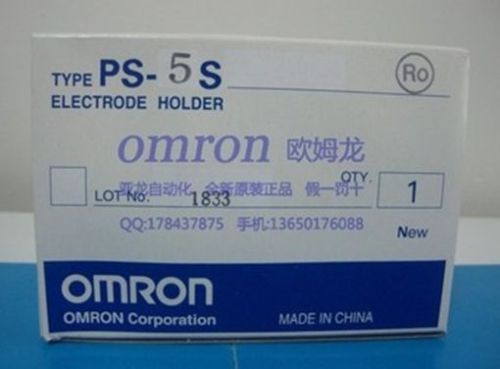 TYPE PS-5S
Ro
ELECTRODE HOLDER
omron 欧姆龙
亚龙自动化 全新原装正品 假一罚十
QTY.
LOT No. 1833
1
QQ:178437875 手机:13650176088
New
OMRON
OMRON Corporation
MADE IN CHINA